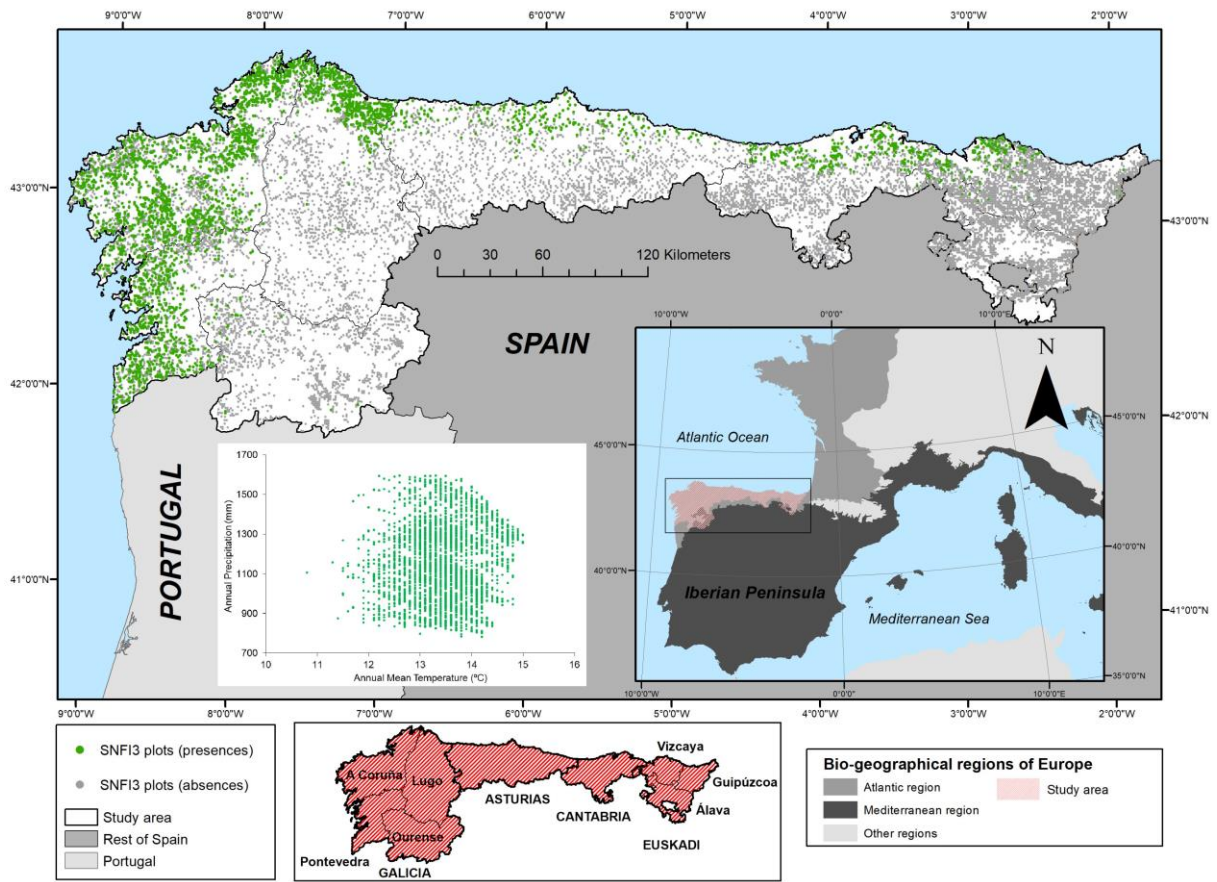 9°0'0"W 8°0'0"W 7°0'0"W 6°0'0"W 5°0'0"W 4°0'0"W 3°0'0"W 2°0'0"W
43°0'0"N
43°0'0"N
0 30 60 120 Kilometers
SPAIN
42°0'0"N
42°0'0"N
PORTUGAL
41°0'0"N
41°0'0"N
Annual Precipitation (mm)
1700
1500
1300
1100
900
700
10 11 12 13 14 15 16
Annual Mean Temperature (ºC)
10°0'0"W 0°0'0" 10°0'0"E
N
45°0'0"N
45°0'0"N
Atlantic Ocean
40°0'0"N
40°0'0"N
Iberian Peninsula
Mediterranean Sea
35°0'0"N
10°0'0"W 0°0'0" 10°0'0"E
9°0'0"W 8°0'0"W 7°0'0"W 6°0'0"W 5°0'0"W 4°0'0"W 3°0'0"W 2°0'0"W
SNFI3 plots (presences)
SNFI3 plots (absences)
Study area
Rest of Spain
Portugal
A Coruña
Lugo
Ourense
Pontevedra
GALICIA
ASTURIAS
CANTABRIA
Vizcaya
Guipúzcoa
Álava
EUSKADI
Bio-geographical regions of Europe
Atlantic region
Study area
Mediterranean region
Other regions